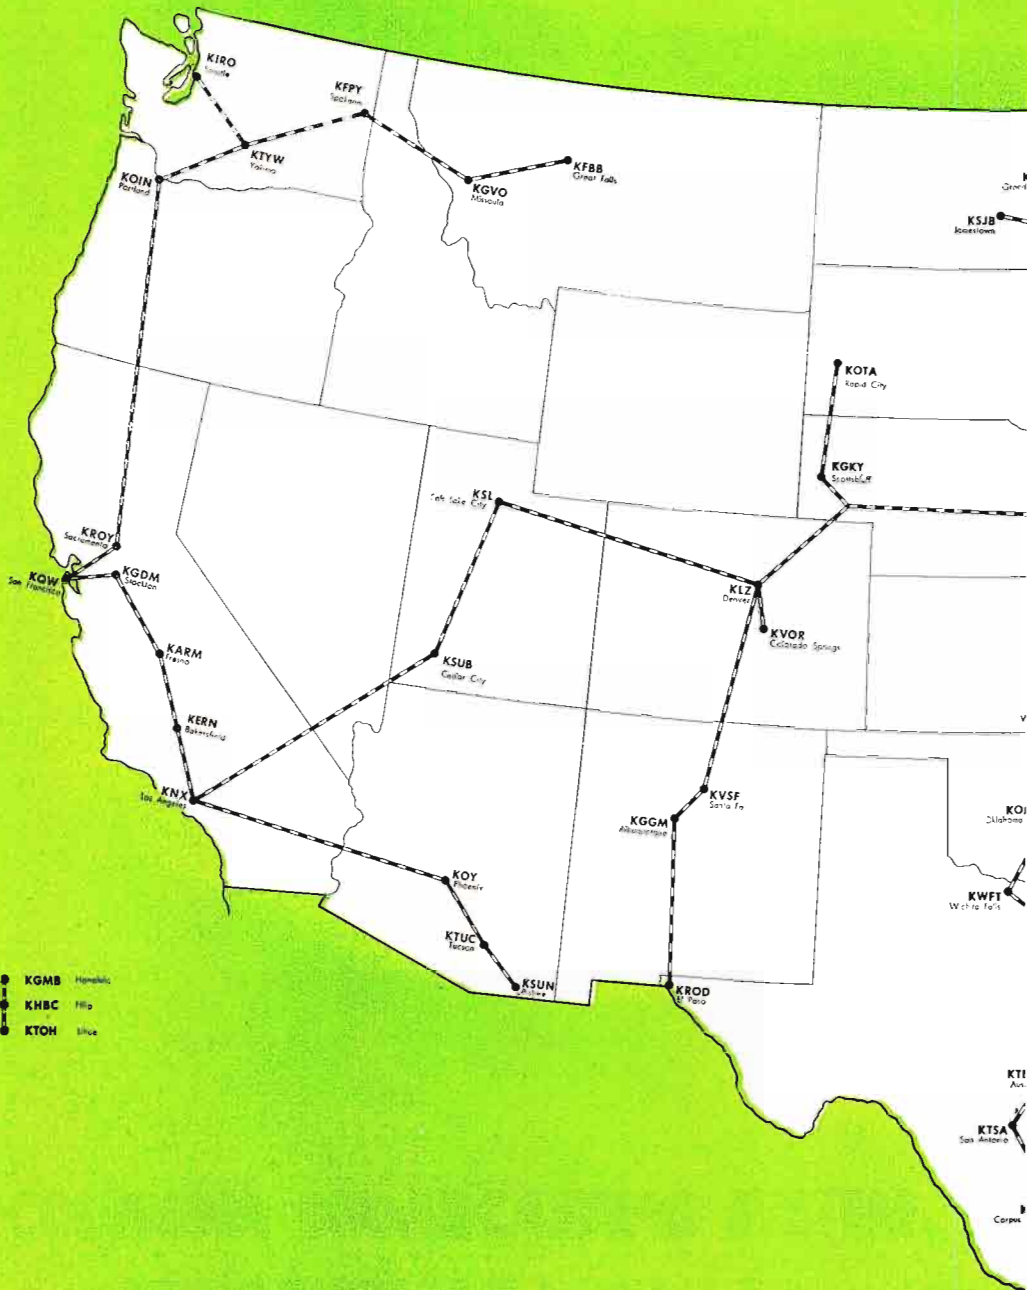 KIRO
Seattle
KFPY
Spokane
KTYW
Yakima
KOIN
Portland
KFBB
Great Falls
KGVO
Missoula
KSJB
Jamestown
KOTA
Rapid City
KGKY
Scottsbluff
KSL
Salt Lake City
KROY
Sacramento
KQW
San Francisco
KGDM
Stockton
KLZ
Denver
KVOR
Colorado Springs
KARM
Fresno
KSUB
Cedar City
KERN
Bakersfield
KNX
Los Angeles
KVSF
Santa Fe
KGGM
Albuquerque
Oklahoma
KOY
Phoenix
KWFT
Wichita Falls
KTUC
Tucson
KSUN
Bisbee
KROD
El Paso
KGMB Honolulu
KHBC Hilo
KTOH Lihue
KTSA
San Antonio
Corpus